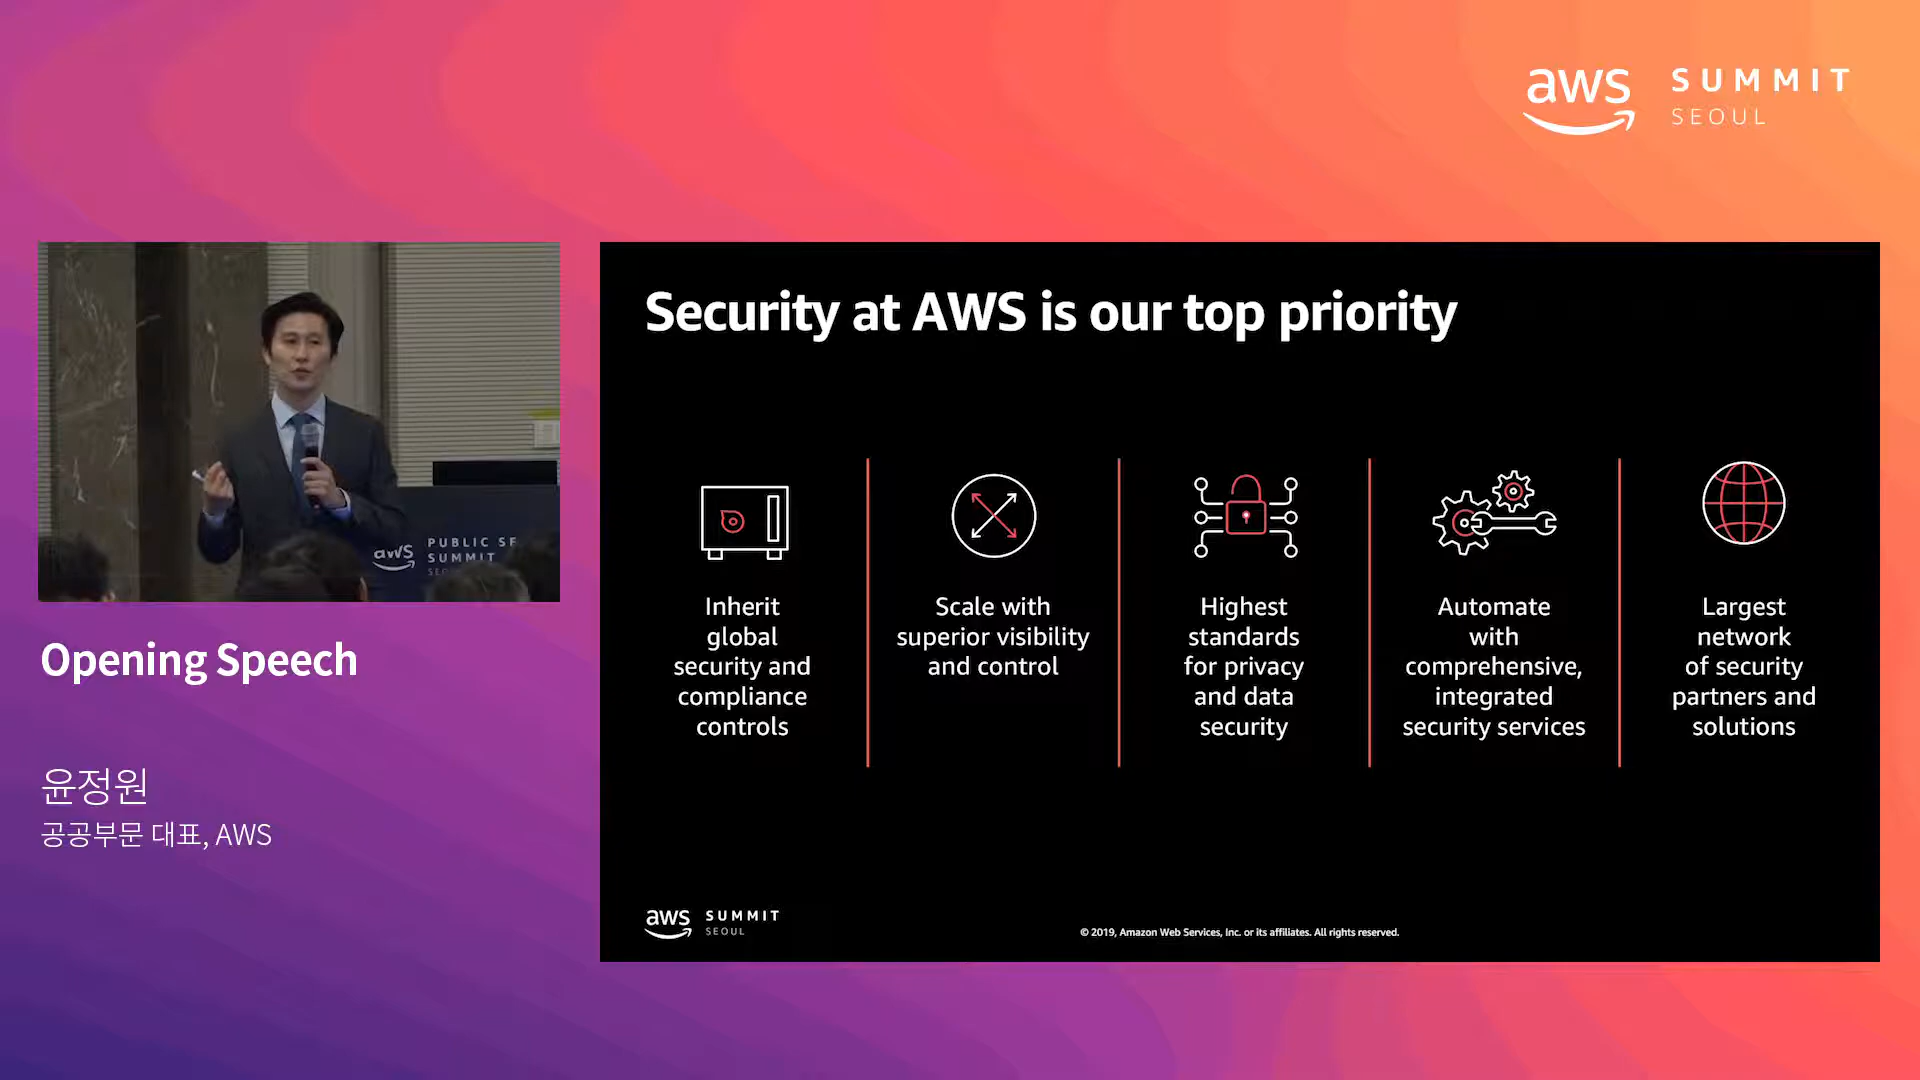 aws SUMMIT
SEOUL
aws PUBLIC
SUMMIT
Opening Speech
윤정원
공공부문 대표, AWS
Security at AWS is our top priority
Inherit
global
security and
compliance
controls
Scale with
superior visibility
and control
Highest
standards
for privacy
and data
security
Automate
with
comprehensive,
integrated
security services
Largest
network
of security
partners and
solutions
aws SUMMIT
SEOUL
© 2019, Amazon Web Services, Inc. or its affiliates. All rights reserved.